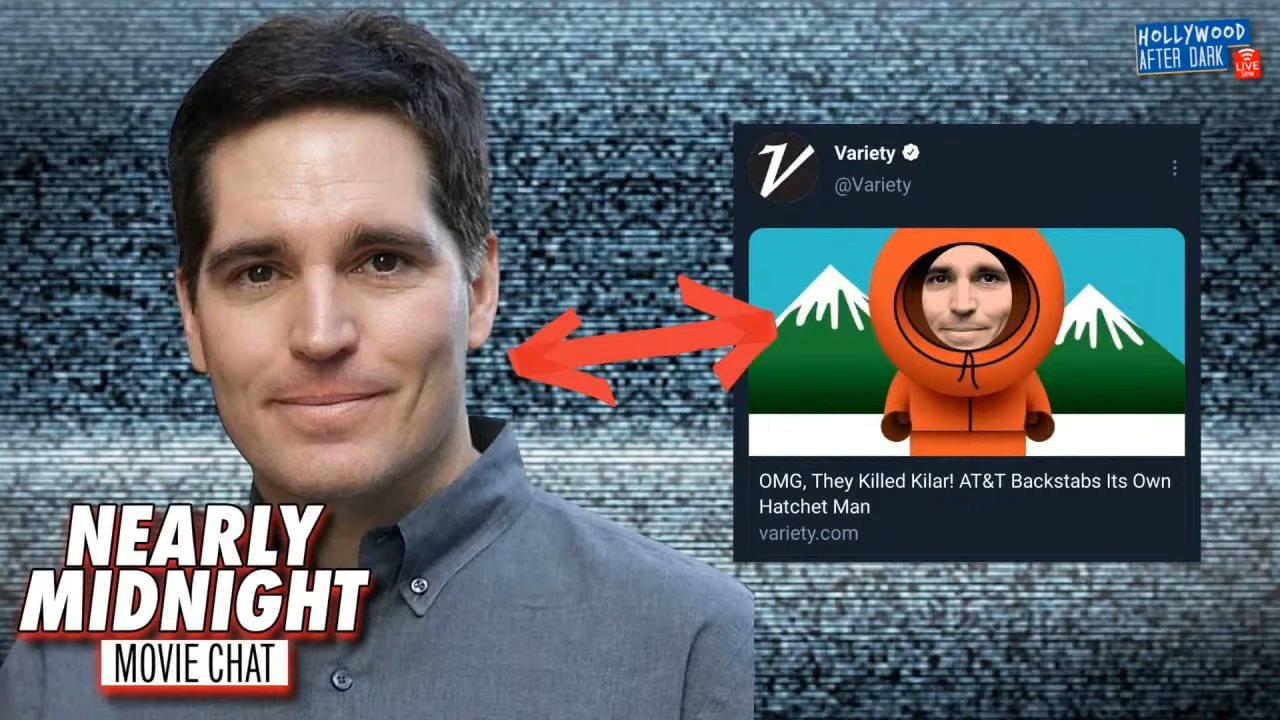 HOLLYWOOD
AFTER DARK
LIVE
Show
Variety
@Variety
OMG, They Killed Kilar! AT&T Backstabs Its Own
Hatchet Man
variety.com
NEARLY
MIDNIGHT
MOVIE CHAT